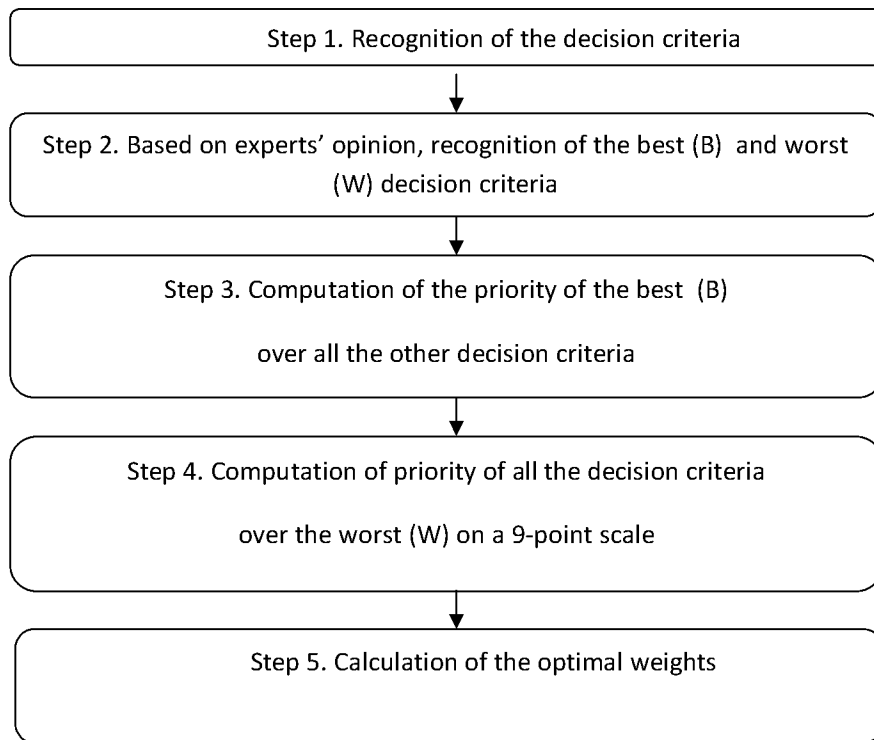 Step 1. Recognition of the decision criteria
Step 2. Based on experts’ opinion, recognition of the best (B) and worst
(W) decision criteria
Step 3. Computation of the priority of the best (B)
over all the other decision criteria
Step 4. Computation of priority of all the decision criteria
over the worst (W) on a 9-point scale
Step 5. Calculation of the optimal weights